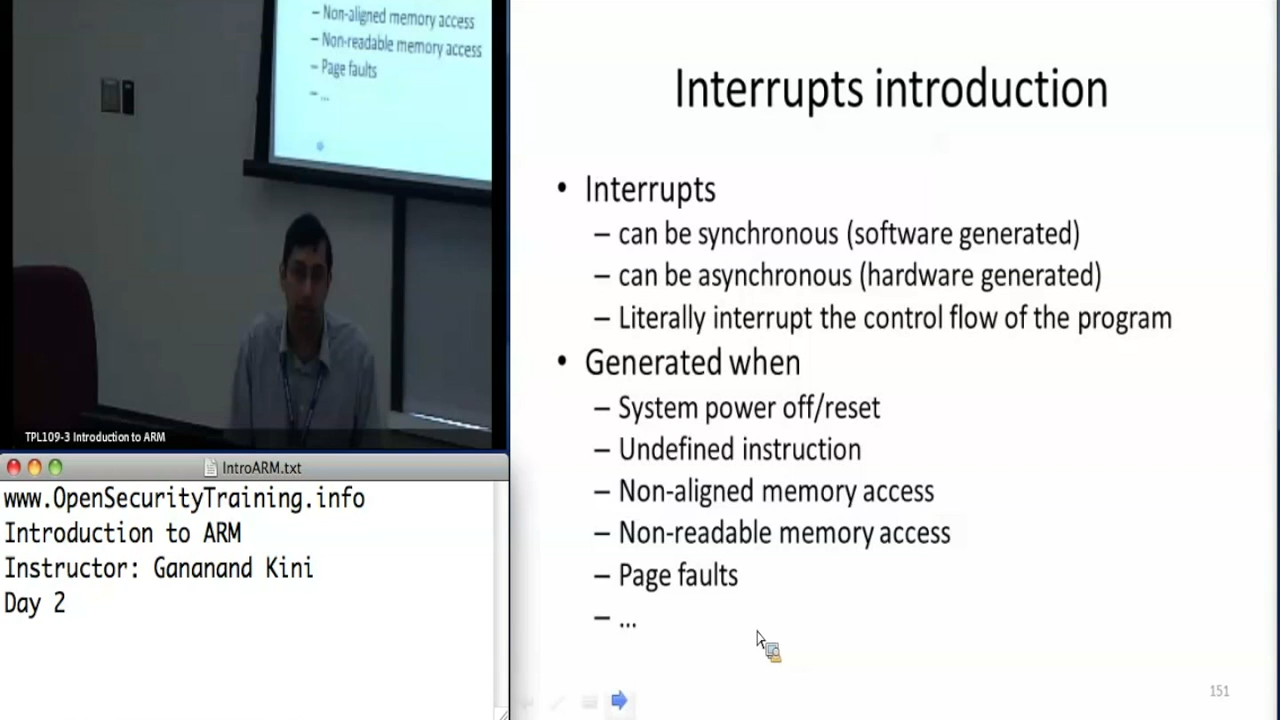 – Non-aligned memory access
– Non-readable memory access
– Page faults
– ...
TPL109-3 Introduction to ARM
IntroARM.txt
www.OpenSecurityTraining.info
Introduction to ARM
Instructor: Gananand Kini
Day 2
Interrupts introduction
• Interrupts
– can be synchronous (software generated)
– can be asynchronous (hardware generated)
– Literally interrupt the control flow of the program
• Generated when
– System power off/reset
– Undefined instruction
– Non-aligned memory access
– Non-readable memory access
– Page faults
– ...
151